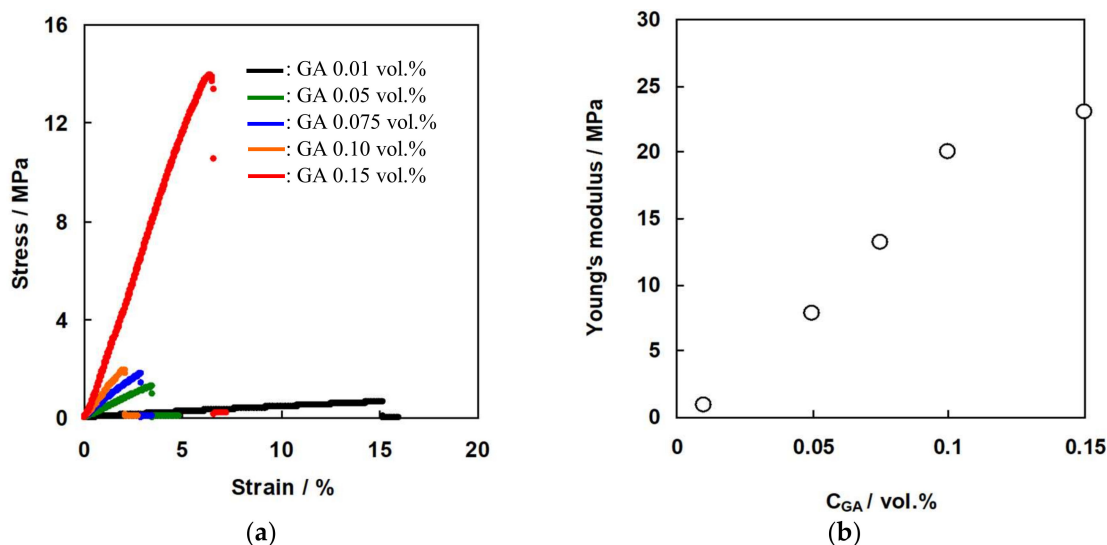 16
12
8
4
0
Stress / MPa
: GA 0.01 vol.%
: GA 0.05 vol.%
: GA 0.075 vol.%
: GA 0.10 vol.%
: GA 0.15 vol.%
0 5 10 15 20
Strain / %
(a)
30
25
20
15
10
5
0
Young's modulus / MPa
0 0.05 0.1 0.15
CGA / vol.%
(b)